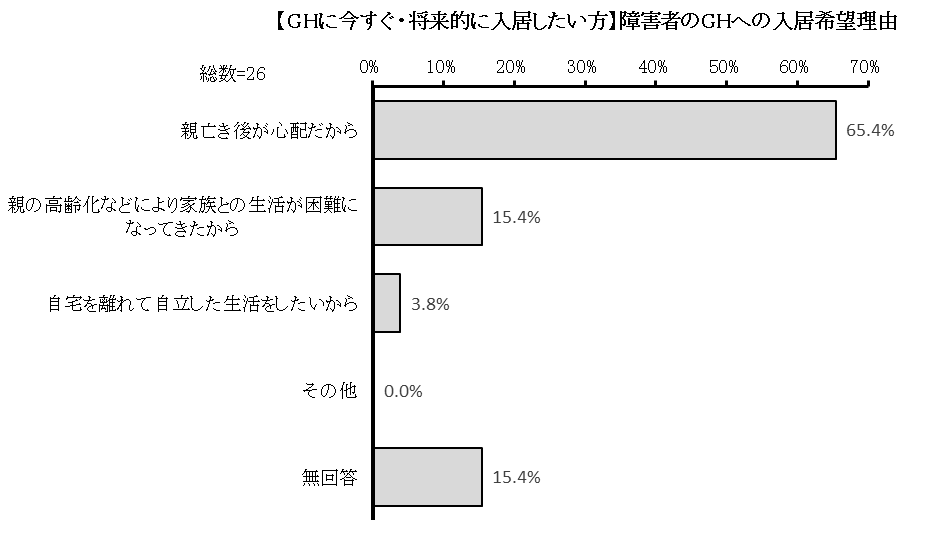 【GHに今すぐ・将来的に入居したい方】障害者のGHへの入居希望理由
総数=26
0% 10% 20% 30% 40% 50% 60% 70%
親亡き後が心配だから 65.4%
親の高齢化などにより家族との生活が困難に
なってきたから 15.4%
自宅を離れて自立した生活をしたいから 3.8%
その他 0.0%
無回答 15.4%